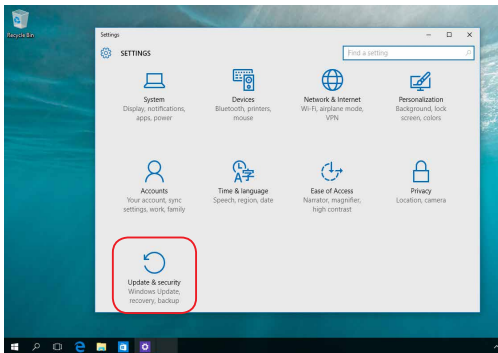 Recycle Bin
Settings
SETTINGS
Find a setting
System
Display, notifications,
apps, power
Devices
Bluetooth, printers,
mouse
Network & Internet
Wi-Fi, airplane mode,
VPN
Personalization
Background, lock
screen, colors
Accounts
Your account, sync
settings, work, family
Time & language
Speech, region, date
Ease of Access
Narrator, magnifier,
high contrast
Privacy
Location, camera
Update & security
Windows Update,
recovery, backup